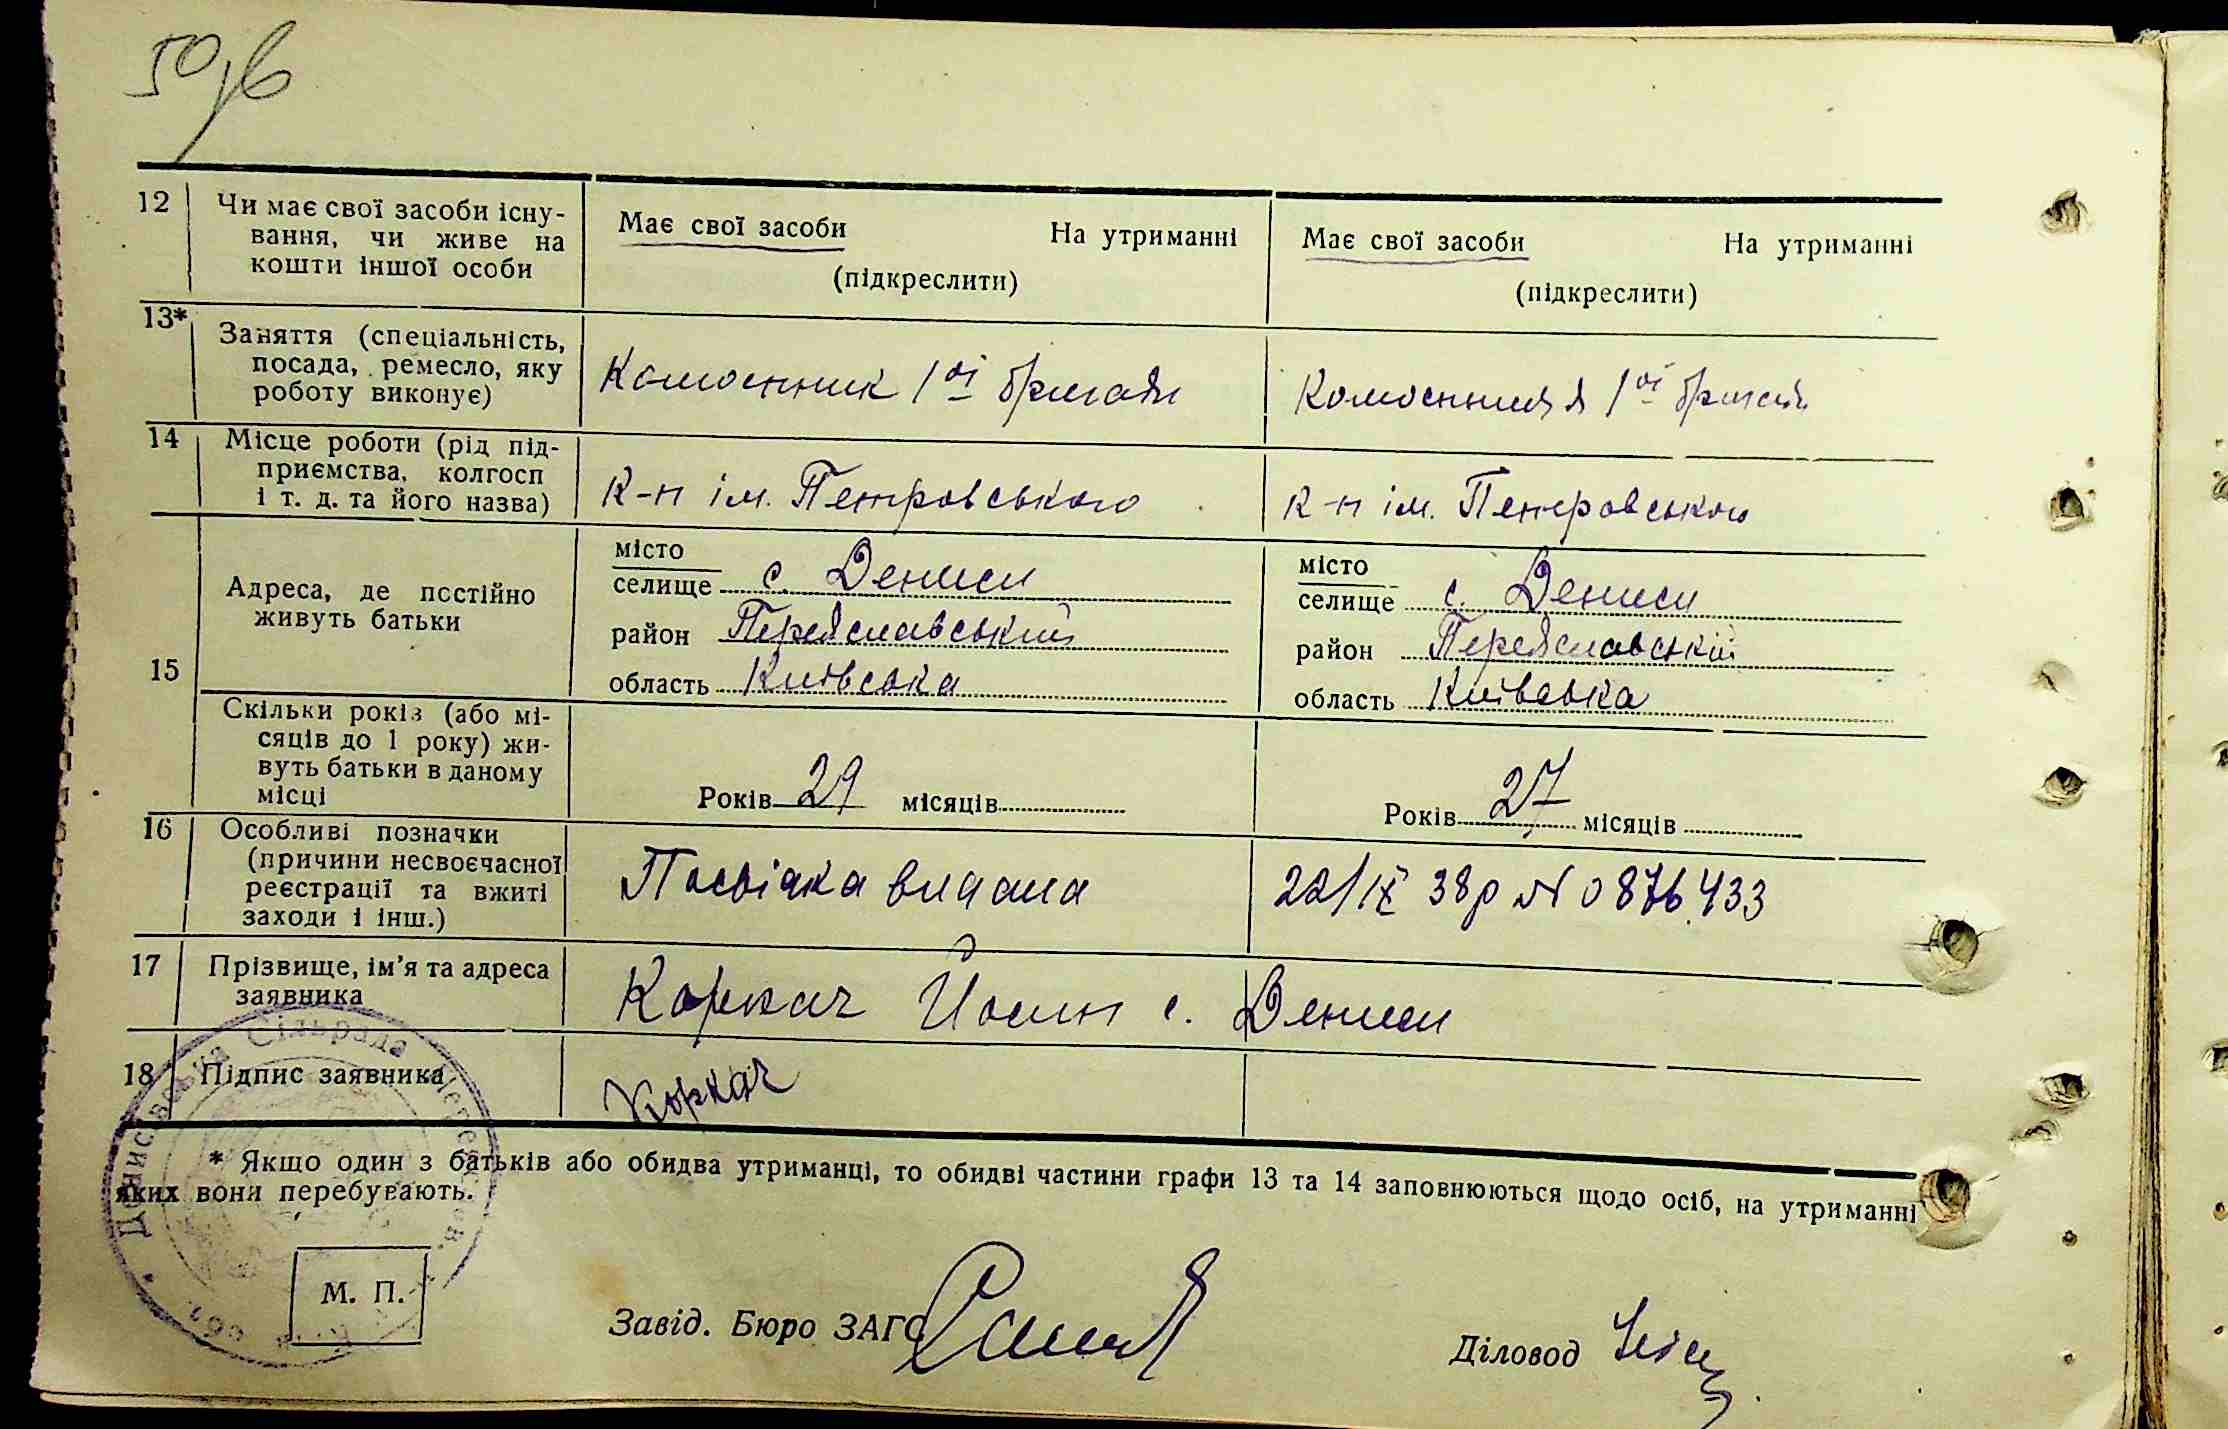 12 Чи має свої засоби існу-
вання, чи живе на
кошти іншої особи
Має свої засоби На утриманні
(підкреслити)
Має свої засоби На утриманні
(підкреслити)
13* Заняття (спеціальність,
посада, ремесло, яку
роботу виконує)
1ої бригади
1ої бригади
14 Місце роботи (рід під-
приємства, колгосп
і т. д. та його назва)
к-п ім. Петровського
к-п ім. Петровського
15 Адреса, де постійно
живуть батьки
місто
селище с. Дениси
район Переяславський
область Київська
місто
селище с. Дениси
район Переяславський
область Київська
Скільки років (або мі-
сяців до 1 року) жи-
вуть батьки в даному
місці
Років 29 місяців
Років 27 місяців
16 Особливі позначки
(причини несвоєчасної
реєстрації та вжиті
заходи і інш.)
Посвідка видана 22/IX 38р № 0876433
17 Прізвище, ім'я та адреса
заявника
Коркач Йосип с. Дениси
18 Підпис заявника
Коркач
* Якщо один з батьків або обидва утриманці, то обидві частини графи 13 та 14 заповнюються щодо осіб, на утриманні
яких вони перебувають.
М. П.
Завід. Бюро ЗАГС
Діловод